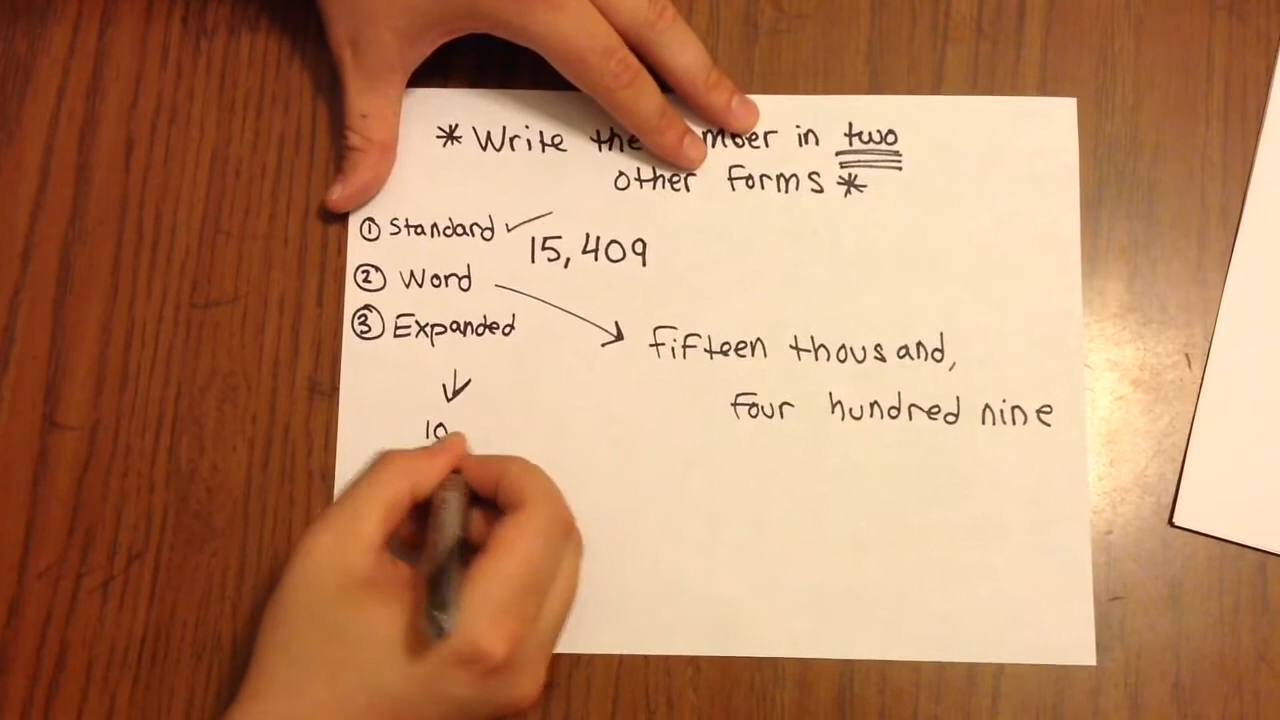 * Write the in two
other forms *
① Standard ✓ 15,409
② Word
③ Expanded
fifteen thousand,
four hundred nine
10